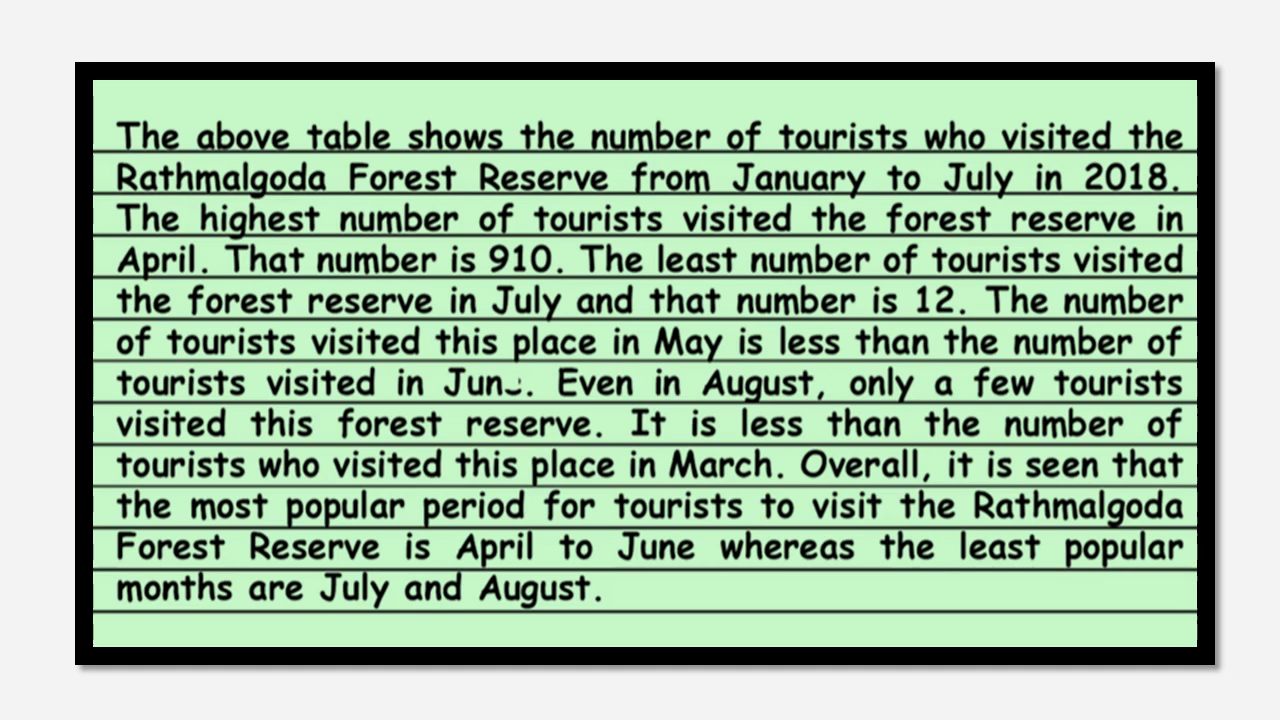 The above table shows the number of tourists who visited the
Rathmalgoda Forest Reserve from January to July in 2018.
The highest number of tourists visited the forest reserve in
April. That number is 910. The least number of tourists visited
the forest reserve in July and that number is 12. The number
of tourists visited this place in May is less than the number of
tourists visited in June. Even in August, only a few tourists
visited this forest reserve. It is less than the number of
tourists who visited this place in March. Overall, it is seen that
the most popular period for tourists to visit the Rathmalgoda
Forest Reserve is April to June whereas the least popular
months are July and August.